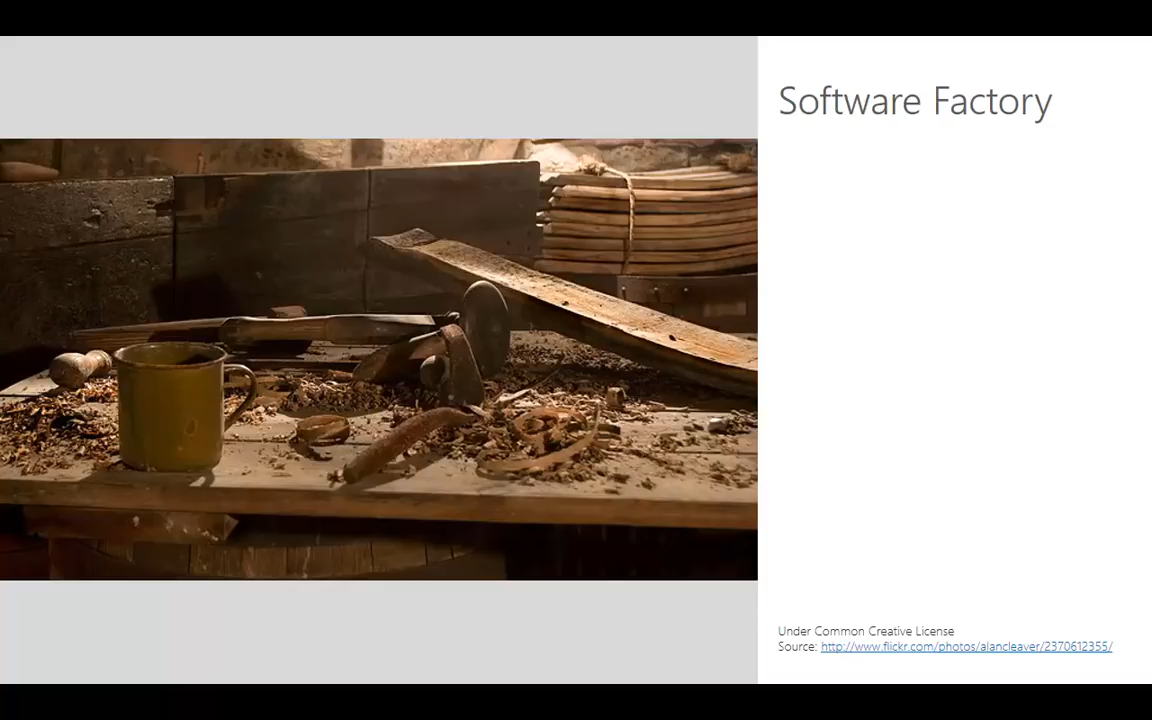 Software Factory
Under Common Creative License
Source: http://www.flickr.com/photos/alancleaver/2370612355/